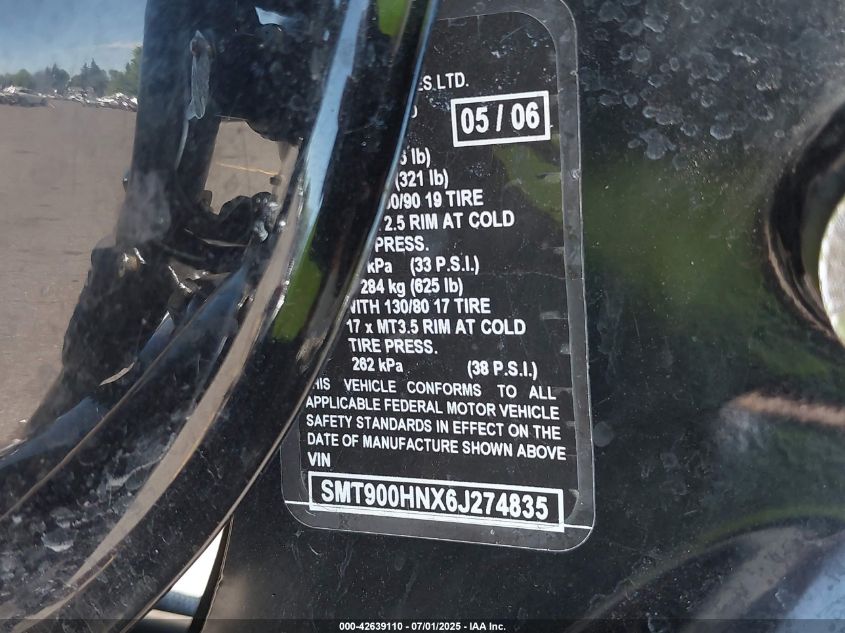 LTD.
05 / 06
lb)
(321 lb)
/90 19 TIRE
2.5 RIM AT COLD
PRESS.
kPa (33 P.S.I.)
284 kg (625 lb)
WITH 130/80 17 TIRE
17 x MT3.5 RIM AT COLD
TIRE PRESS.
262 kPa (38 P.S.I.)
THIS VEHICLE CONFORMS TO ALL
APPLICABLE FEDERAL MOTOR VEHICLE
SAFETY STANDARDS IN EFFECT ON THE
DATE OF MANUFACTURE SHOWN ABOVE
VIN
SMT900HNX6J274835
000-42639110 - 07/01/2025 - IAA Inc.